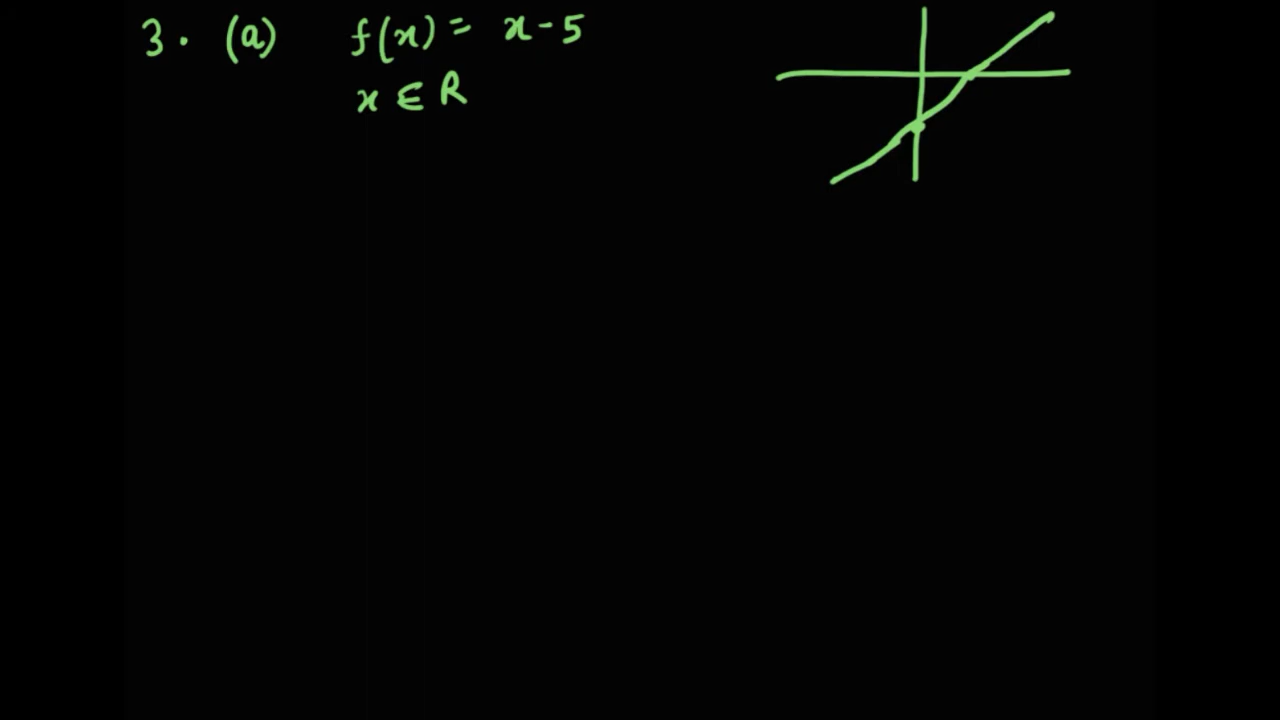 3. (a) f(x) = x - 5
x ∈ R